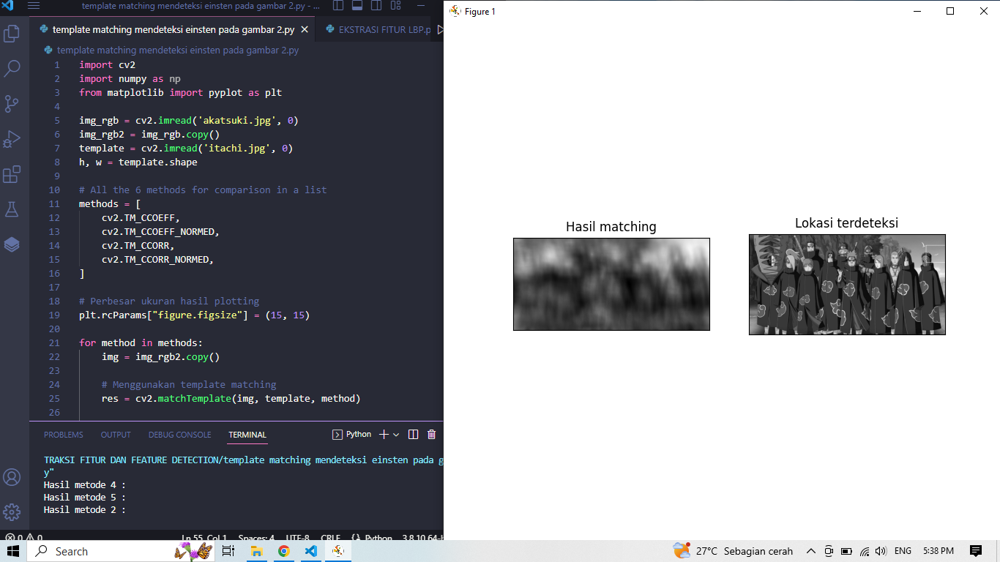 template matching mendeteksi einsten pada gambar 2.py - ...
template matching mendeteksi einsten pada gambar 2.py
EKSTRASI FITUR LBP.p
template matching mendeteksi einsten pada gambar 2.py
1 import cv2
2 import numpy as np
3 from matplotlib import pyplot as plt
4
5 img_rgb = cv2.imread('akatsuki.jpg', 0)
6 img_rgb2 = img_rgb.copy()
7 template = cv2.imread('itachi.jpg', 0)
8 h, w = template.shape
9
10 # All the 6 methods for comparison in a list
11 methods = [
12 cv2.TM_CCOEFF,
13 cv2.TM_CCOEFF_NORMED,
14 cv2.TM_CCORR,
15 cv2.TM_CCORR_NORMED,
16 ]
17
18 # Perbesar ukuran hasil plotting
19 plt.rcParams["figure.figsize"] = (15, 15)
20
21 for method in methods:
22 img = img_rgb2.copy()
23
24 # Menggunakan template matching
25 res = cv2.matchTemplate(img, template, method)
26
PROBLEMS OUTPUT DEBUG CONSOLE TERMINAL
Python
TRAKSI FITUR DAN FEATURE DETECTION/template matching mendeteksi einsten pada g
y"
Hasil metode 4 :
Hasil metode 5 :
Hasil metode 2 :
0 0 Ln 55, Col 1 Spaces: 4 UTF-8 CRLF Python 3.8.10 64-b
Figure 1
Hasil matching
Lokasi terdeteksi
Search
27°C Sebagian cerah
ENG
5:38 PM